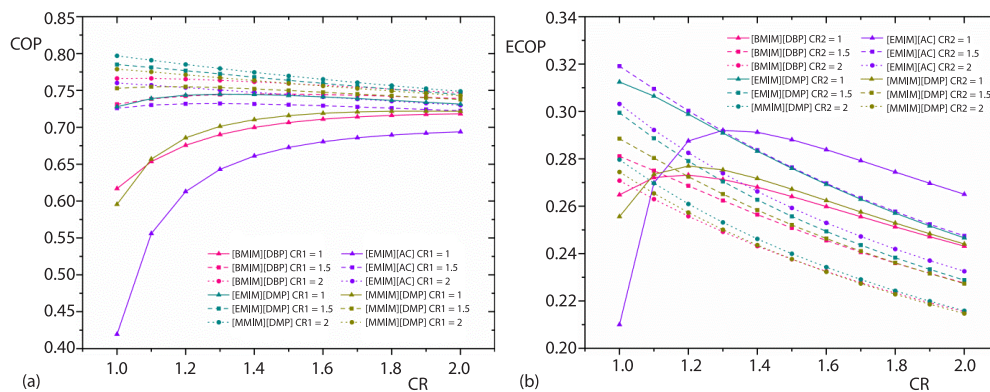 COP
0.85
0.80
0.75
0.70
0.65
0.60
0.55
0.50
0.45
0.40
[BMIM][DBP] CR1 = 1
[BMIM][DBP] CR1 = 1.5
[BMIM][DBP] CR1 = 2
[EMIM][DMP] CR1 = 1
[EMIM][DMP] CR1 = 1.5
[MMIM][DMP] CR1 = 2
[EMIM][AC] CR1 = 1
[EMIM][AC] CR1 = 1.5
[EMIM][AC] CR1 = 2
[MMIM][DMP] CR1 = 1
[MMIM][DMP] CR1 = 1.5
[MMIM][DMP] CR1 = 2
1.0 1.2 1.4 1.6 1.8 2.0
CR
(a)
ECOP
0.34
0.32
0.30
0.28
0.26
0.24
0.22
0.20
[BMIM][DBP] CR2 = 1
[BMIM][DBP] CR2 = 1.5
[BMIM][DBP] CR2 = 2
[EMIM][DMP] CR2 = 1
[EMIM][DMP] CR2 = 1.5
[MMIM][DMP] CR2 = 2
[EMIM][AC] CR2 = 1
[EMIM][AC] CR2 = 1.5
[EMIM][AC] CR2 = 2
[MMIM][DMP] CR2 = 1
[MMIM][DMP] CR2 = 1.5
[MMIM][DMP] CR2 = 2
1.0 1.2 1.4 1.6 1.8 2.0
CR
(b)